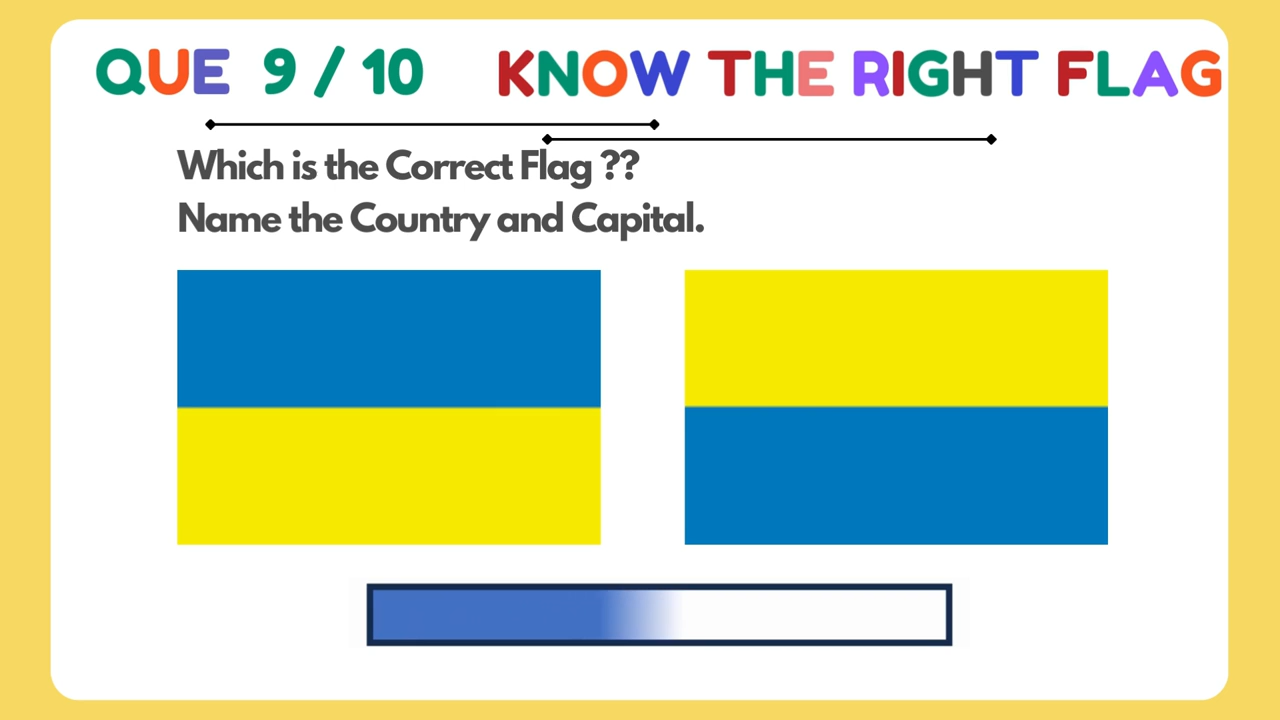 QUE 9 / 10 KNOW THE RIGHT FLAG
Which is the Correct Flag ??
Name the Country and Capital.